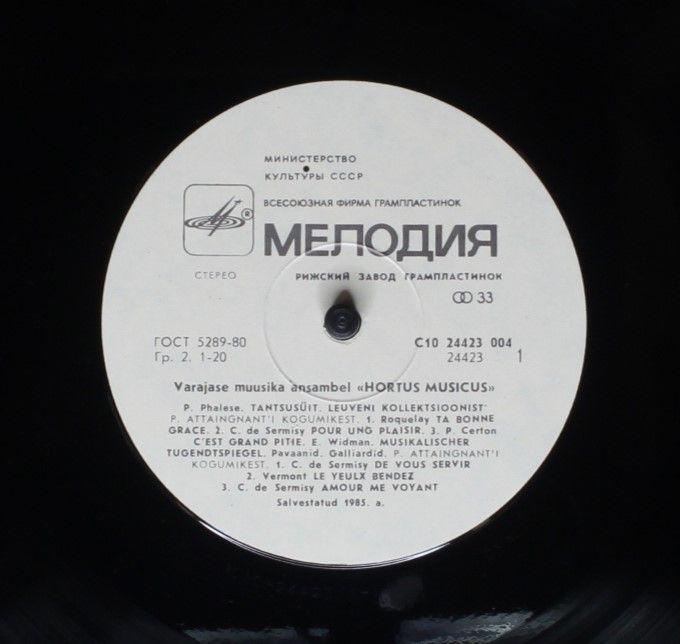 МИНИСТЕРСТВО
КУЛЬТУРЫ СССР
ВСЕСОЮЗНАЯ ФИРМА ГРАМПЛАСТИНОК
®
МЕЛОДИЯ
СТЕРЕО
РИЖСКИЙ ЗАВОД ГРАМПЛАСТИНОК
33
ГОСТ 5289-80
С10 24423 004
Гр. 2. 1-20
24423 1
Varajase muusika ansambel «HORTUS MUSICUS»
P. Phalese. TANTSUSÜIT. LEUVENI KOLLEKTSIOONIST
P. ATTAINGNANT'I KOGUMIKEST. 1. Roquelay TA BONNE
GRACE. 2. C. de Sermisy POUR UNG PLAISIR. 3. P. Certon
C'EST GRAND PITIE. E. Widman. MUSIKALISCHER
TUGENDTSPIEGEL. Pavaanid. Galliardid. P. ATTAINGNANT'I
KOGUMIKEST. 1. C. de Sermisy DE VOUS SERVIR
2. Vermont LE YEULX BENDEZ
3. C. de Sermisy AMOUR ME VOYANT
Salvestatud 1985. a.